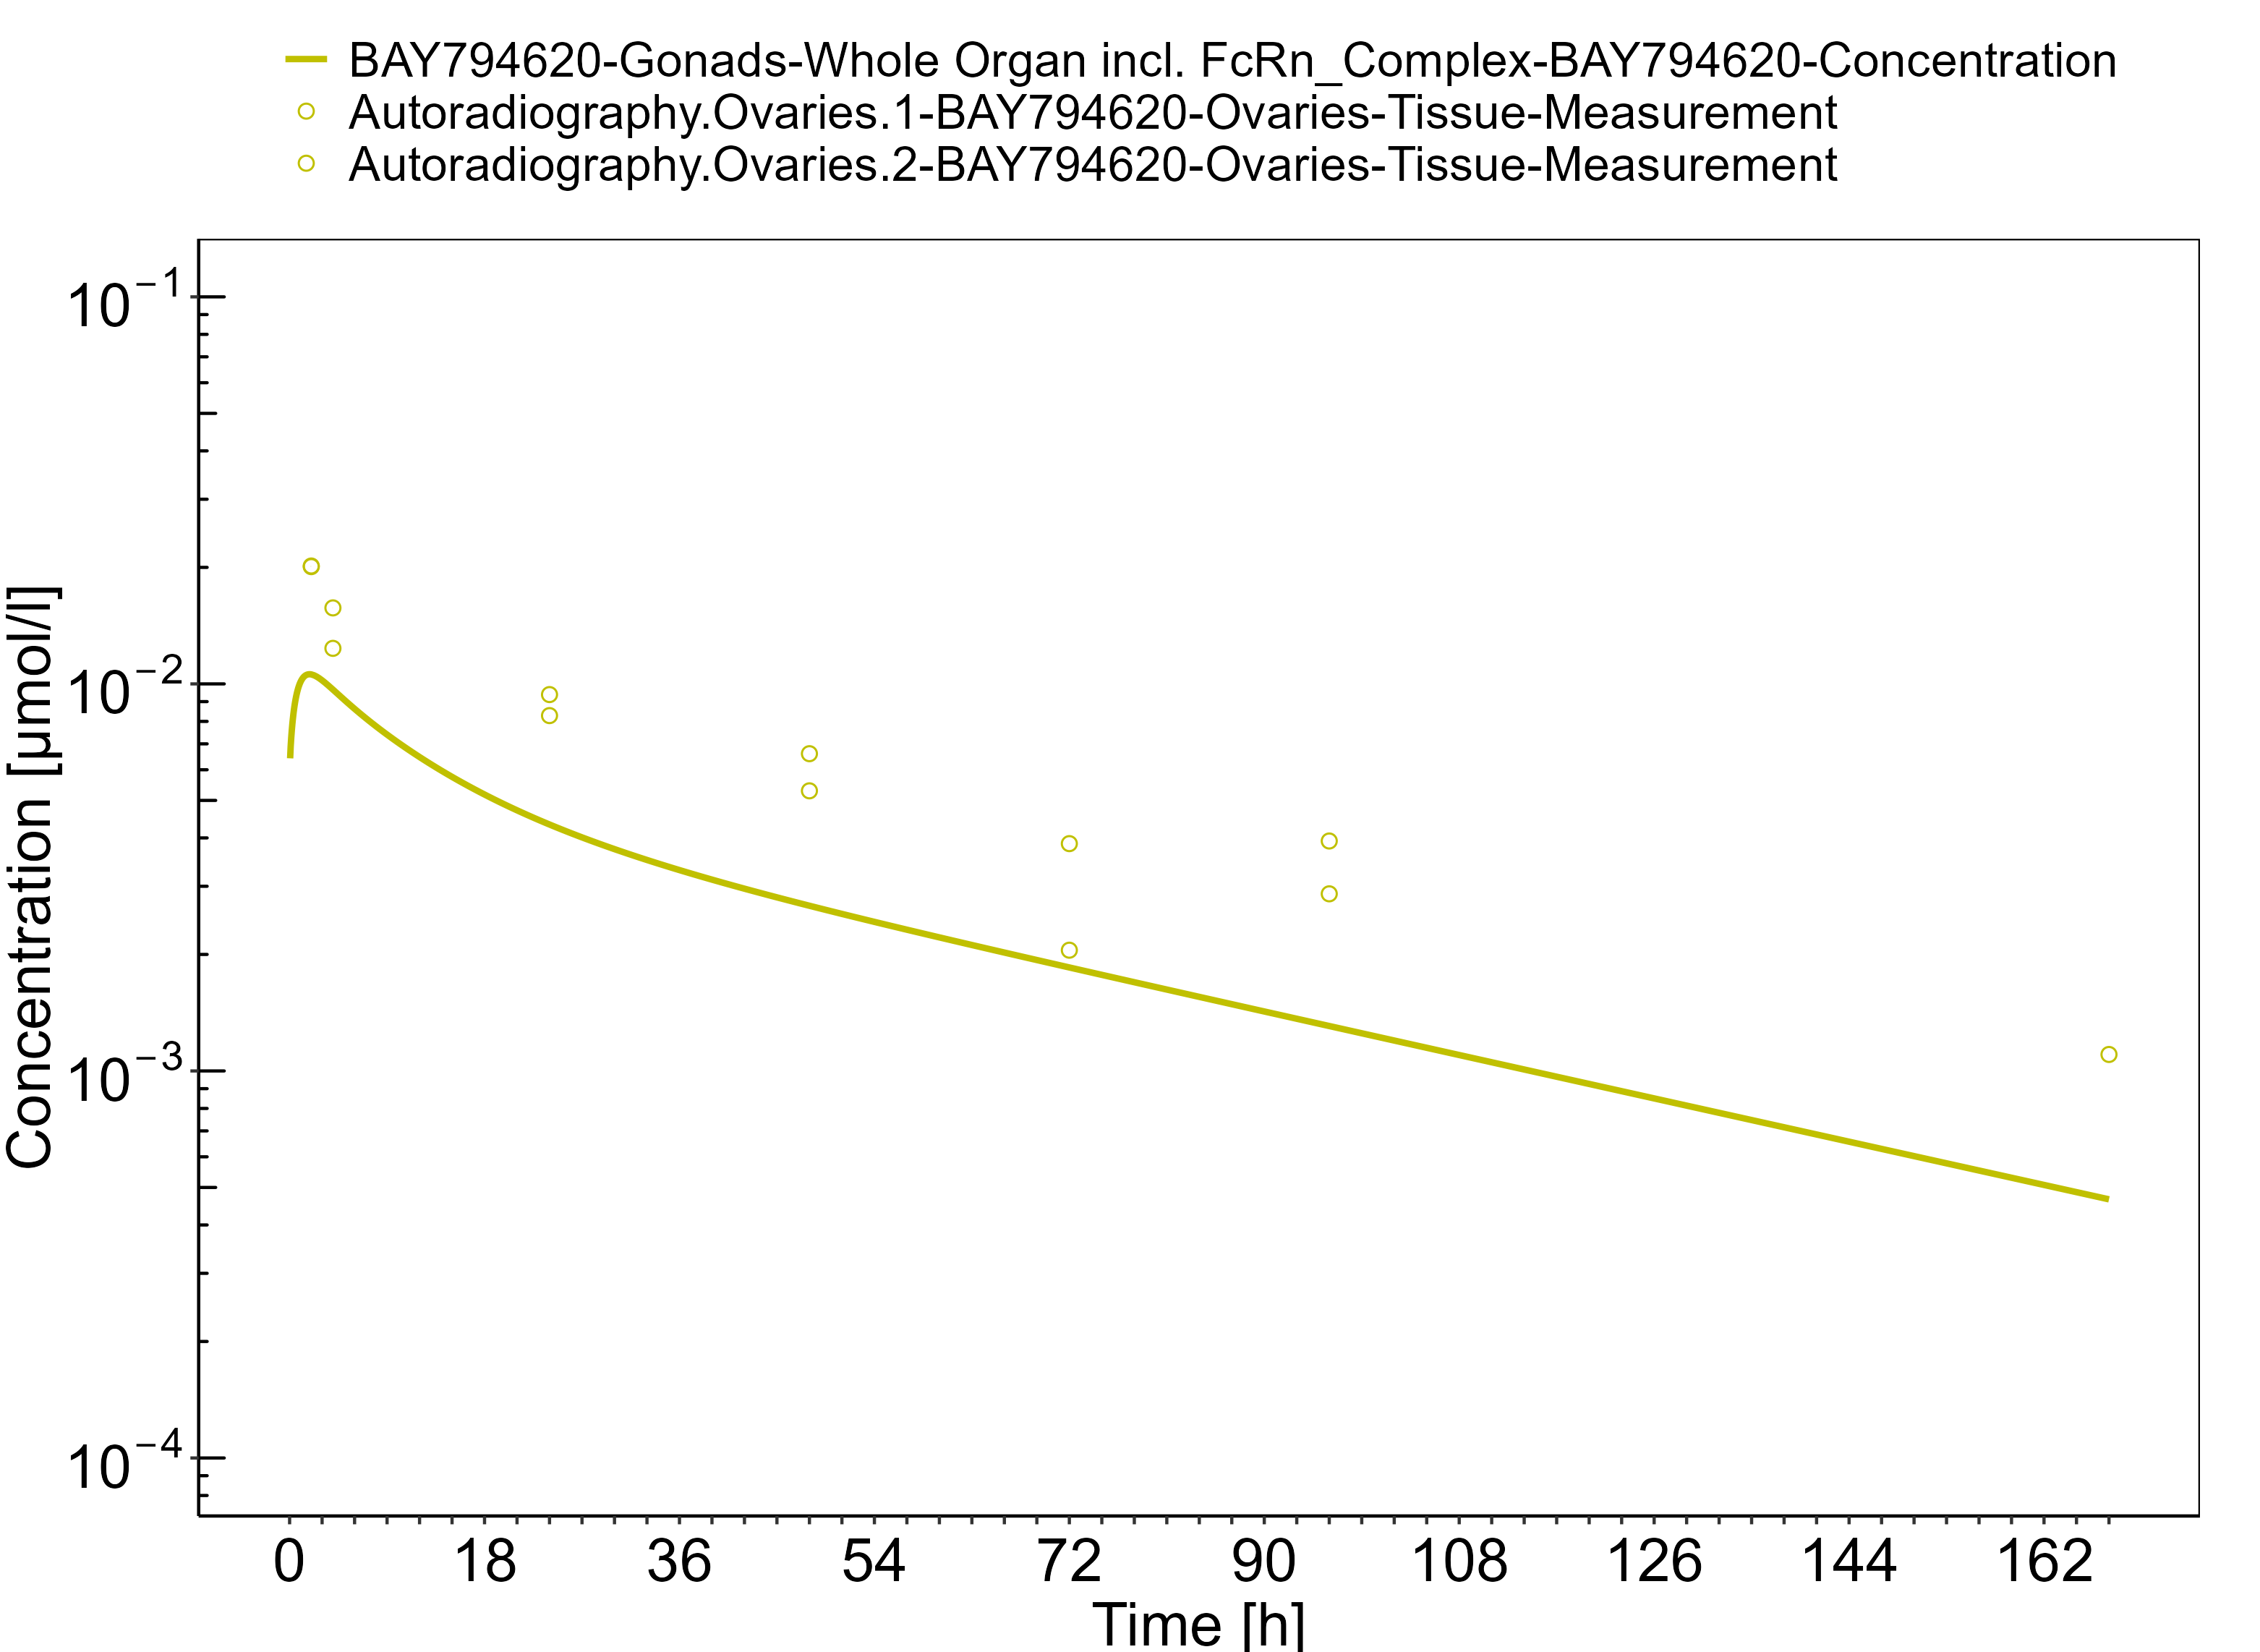 BAY794620-Gonads-Whole Organ incl. FcRn_Complex-BAY794620-Concentration
Autoradiography.Ovaries.1-BAY794620-Ovaries-Tissue-Measurement
Autoradiography.Ovaries.2-BAY794620-Ovaries-Tissue-Measurement
Concentration [µmol/l]
10⁻¹
10⁻²
10⁻³
10⁻⁴
0 18 36 54 72 90 108 126 144 162
Time [h]